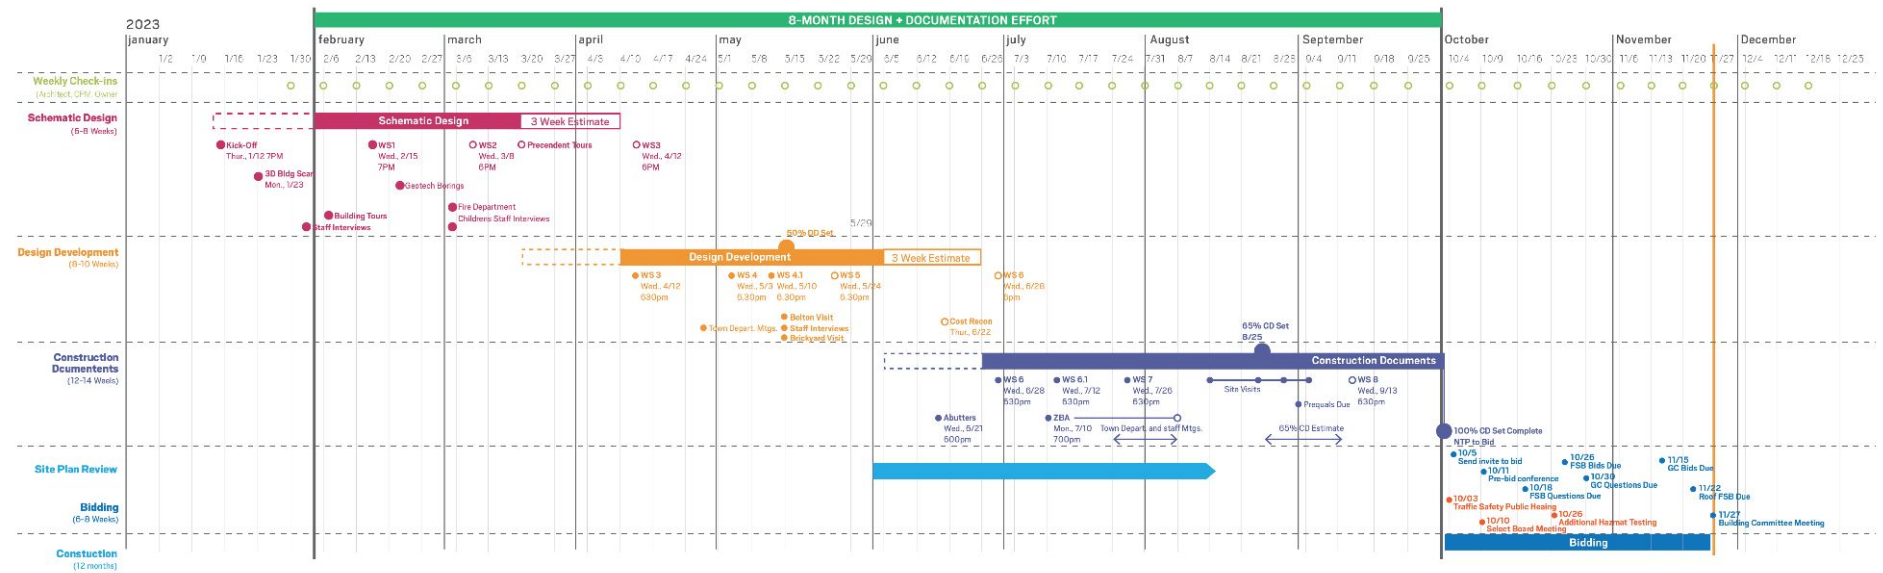 8-MONTH DESIGN + DOCUMENTATION EFFORT
2023
january february march april may june july August September October November December
1/2 1/9 1/16 1/23 1/30 2/6 2/13 2/20 2/27 3/6 3/13 3/20 3/27 4/3 4/10 4/17 4/24 5/1 5/8 5/15 5/22 5/29 6/5 6/12 6/19 6/26 7/3 7/10 7/17 7/24 7/31 8/7 8/14 8/21 8/28 9/4 9/11 9/18 9/25 10/4 10/9 10/16 10/23 10/30 11/6 11/13 11/20 11/27 12/4 12/11 12/18 12/25
Weekly Check-ins
(Architect, OPM, Owner
Schematic Design
(6-8 Weeks)
Schematic Design
3 Week Estimate
Kick-Off
Thur., 1/12 7PM
WS1
Wed., 2/15
7PM
WS2
Wed., 3/8
6PM
Precendent Tours
WS3
Wed., 4/12
6PM
3D Bldg Scan
Mon., 1/23
Geotech Borings
Building Tours
Staff Interviews
Fire Department
Childrens Staff Interviews
5/29
Design Development
(8-10 Weeks)
50% DD Set
Design Development
3 Week Estimate
WS 3
Wed., 4/12
630pm
WS 4
Wed., 5/3
6.30pm
WS 4.1
Wed., 5/10
6.30pm
WS 5
Wed., 5/24
6.30pm
WS 6
Wed., 6/28
6pm
Bolton Visit
Town Depart. Mtgs.
Staff Interviews
Brickyard Visit
Cost Recon
Thur., 6/22
Construction
Dcumentents
(12-14 Weels)
65% CD Set
8/25
Construction Documents
WS 6
Wed., 6/28
630pm
WS 6.1
Wed., 7/12
630pm
WS 7
Wed., 7/26
630pm
Site Visits
WS 8
Wed., 9/13
630pm
Prequals Due
Abutters
Wed., 6/21
500pm
ZBA
Mon., 7/10
700pm
Town Depart. and staff Mtgs.
65% CD Estimate
100% CD Set Complete
NTP to Bid
Site Plan Review
10/5
Send invite to bid
10/11
Pre-bid conference
10/18
FSB Questions Due
10/26
FSB Bids Due
10/30
GC Questions Due
11/15
GC Bids Due
11/22
Roof FSB Due
11/27
Building Committee Meeting
Bidding
(6-8 Weeks)
10/03
Traffic Safety Public Heaing
10/10
Select Board Meeting
10/26
Additional Hazmat Testing
Bidding
Constuction
(12 months)